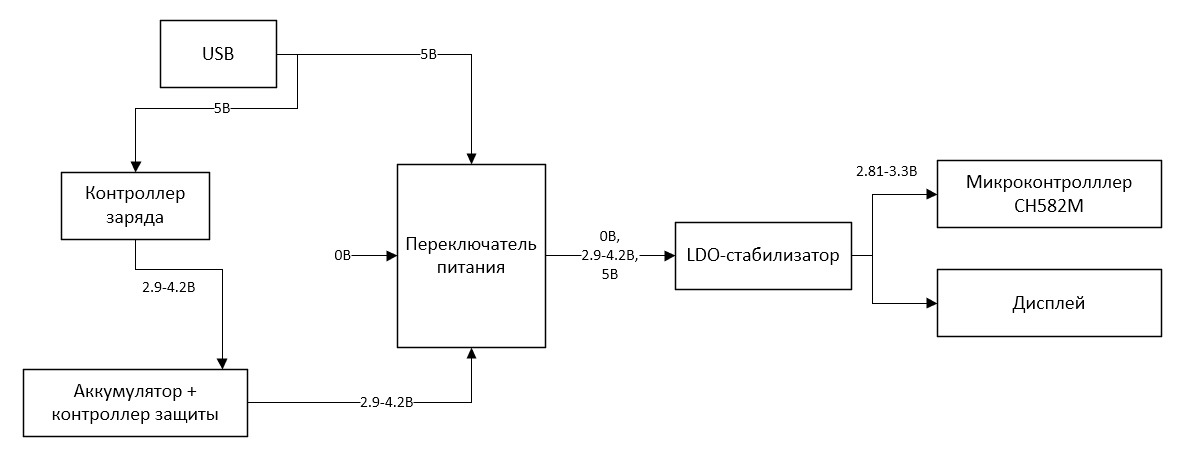 USB
5В
5В
Контроллер
заряда
2.9-4.2В
Аккумулятор +
контроллер защиты
2.9-4.2В
0В
Переключатель
питания
0В,
2.9-4.2В,
5В
LDO-стабилизатор
2.81-3.3В
Микроконтролллер
CH582M
Дисплей